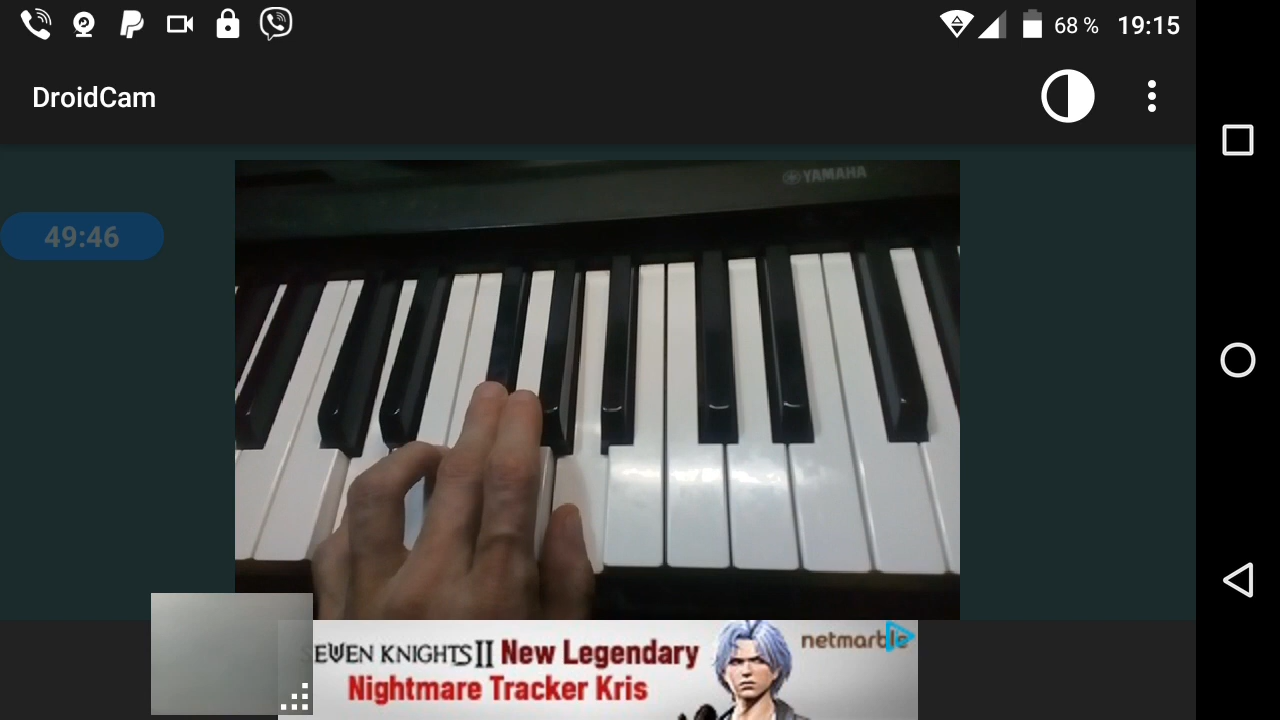 68 % 19:15
DroidCam
49:46
YAMAHA
SEVEN KNIGHTS II New Legendary
Nightmare Tracker Kris
netmarble